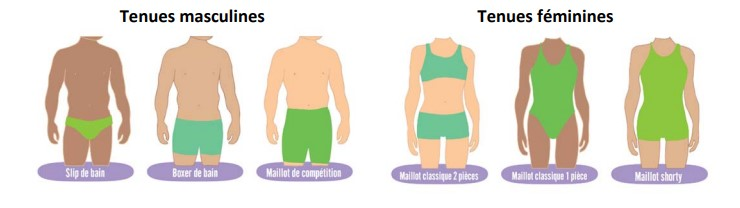 Tenues masculines
Tenues féminines
Slip de bain
Boxer de bain
Maillot de compétition
Maillot classique 2 pièces
Maillot classique 1 pièce
Maillot shorty